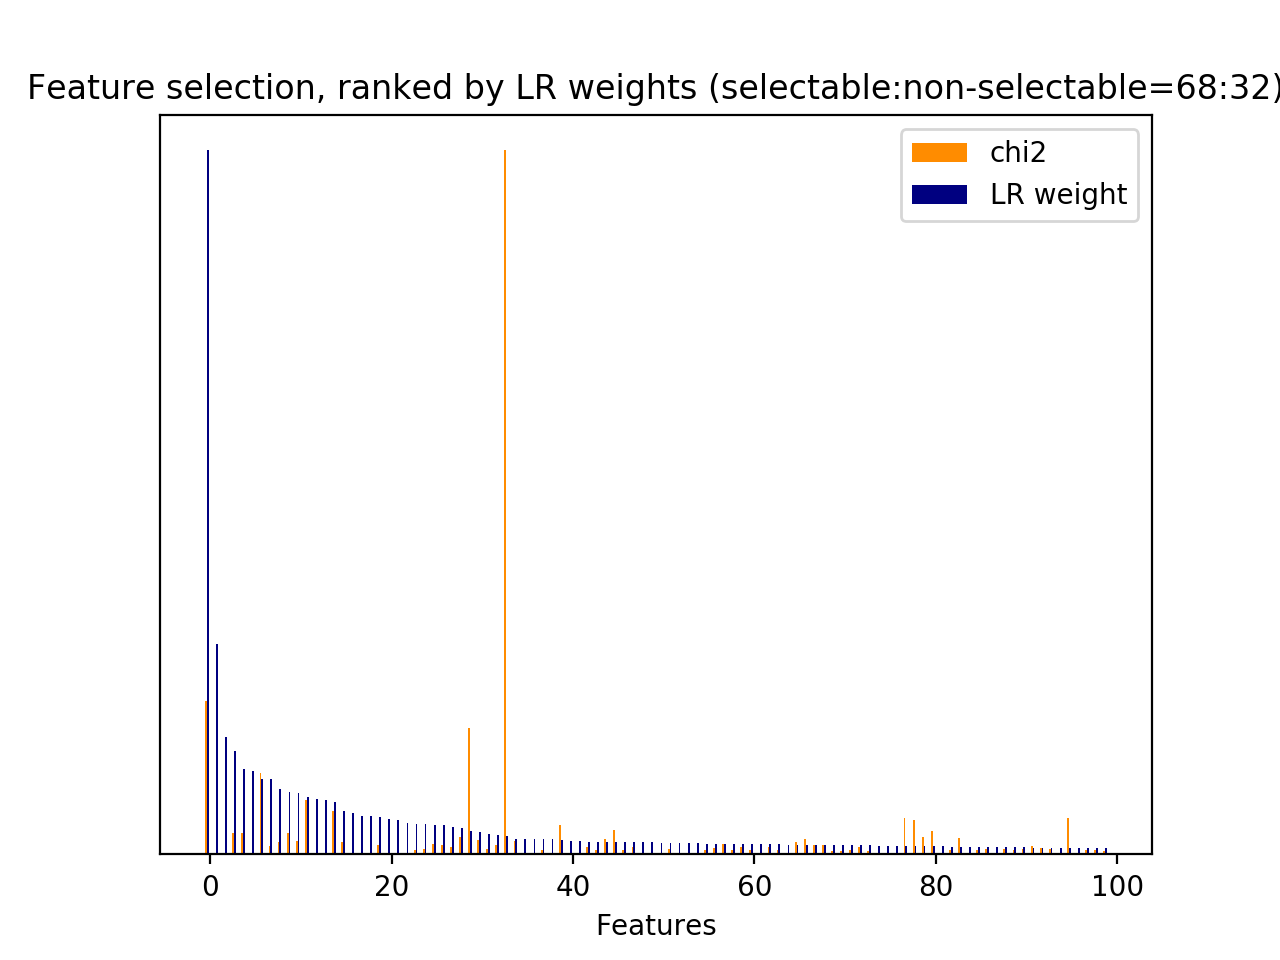 Feature selection, ranked by LR weights (selectable:non-selectable=68:32)
chi2
LR weight
0 20 40 60 80 100
Features